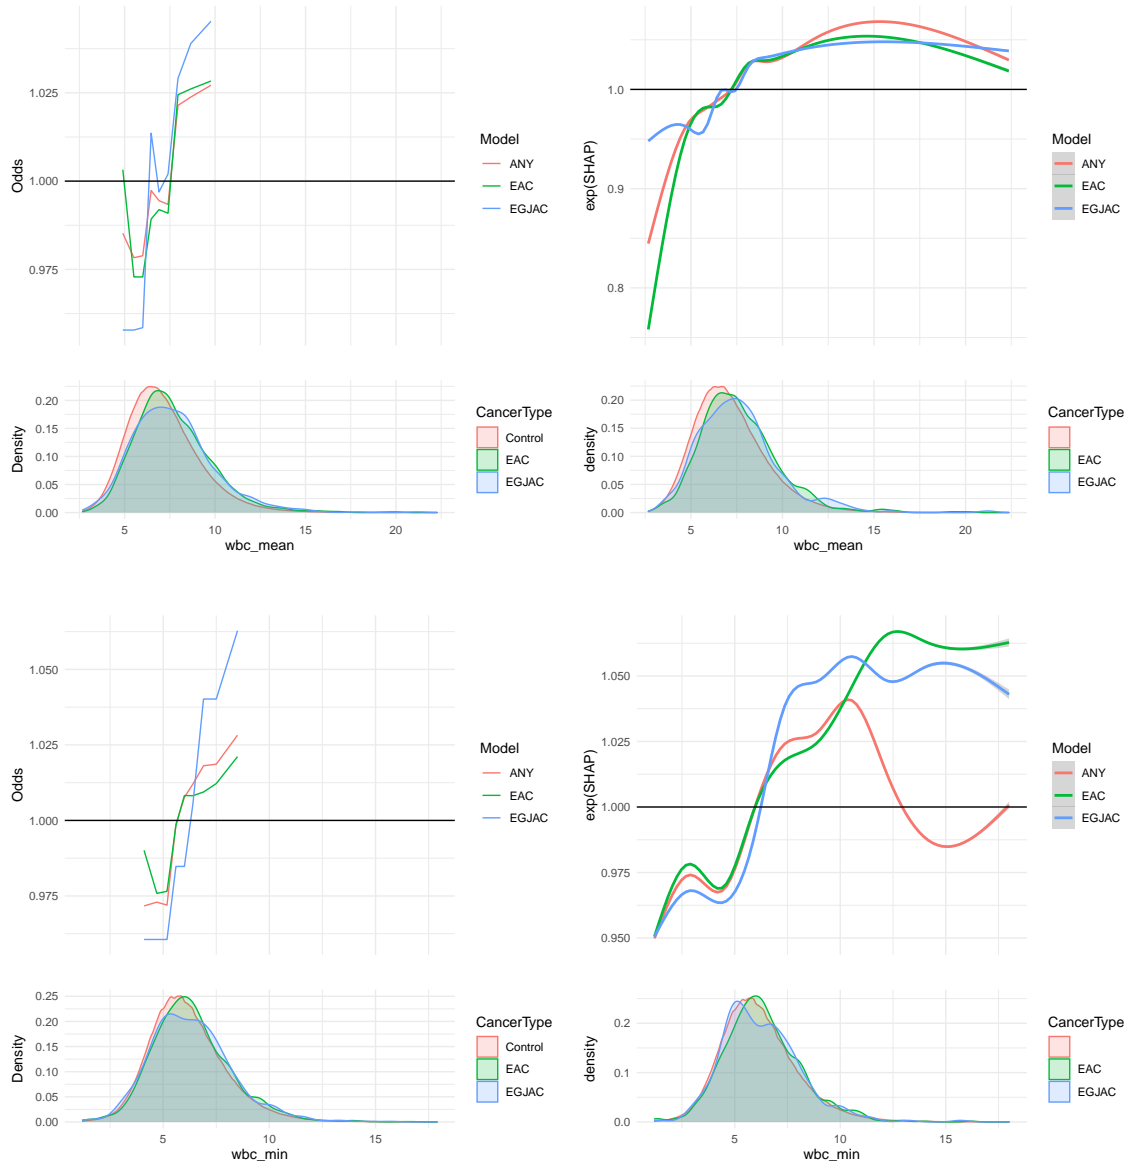 Odds
1.025
1.000
0.975
Model
ANY
EAC
EGJAC
exp(SHAP)
1.0
0.9
0.8
Model
ANY
EAC
EGJAC
Density
0.20
0.15
0.10
0.05
0.00
5
10
15
20
wbc_mean
CancerType
Control
EAC
EGJAC
density
0.20
0.15
0.10
0.05
0.00
5
10
15
20
wbc_mean
CancerType
EAC
EGJAC
Odds
1.050
1.025
1.000
0.975
Model
ANY
EAC
EGJAC
exp(SHAP)
1.050
1.025
1.000
0.975
0.950
Model
ANY
EAC
EGJAC
Density
0.25
0.20
0.15
0.10
0.05
0.00
5
10
15
wbc_min
CancerType
Control
EAC
EGJAC
density
0.2
0.1
0.0
5
10
15
wbc_min
CancerType
EAC
EGJAC